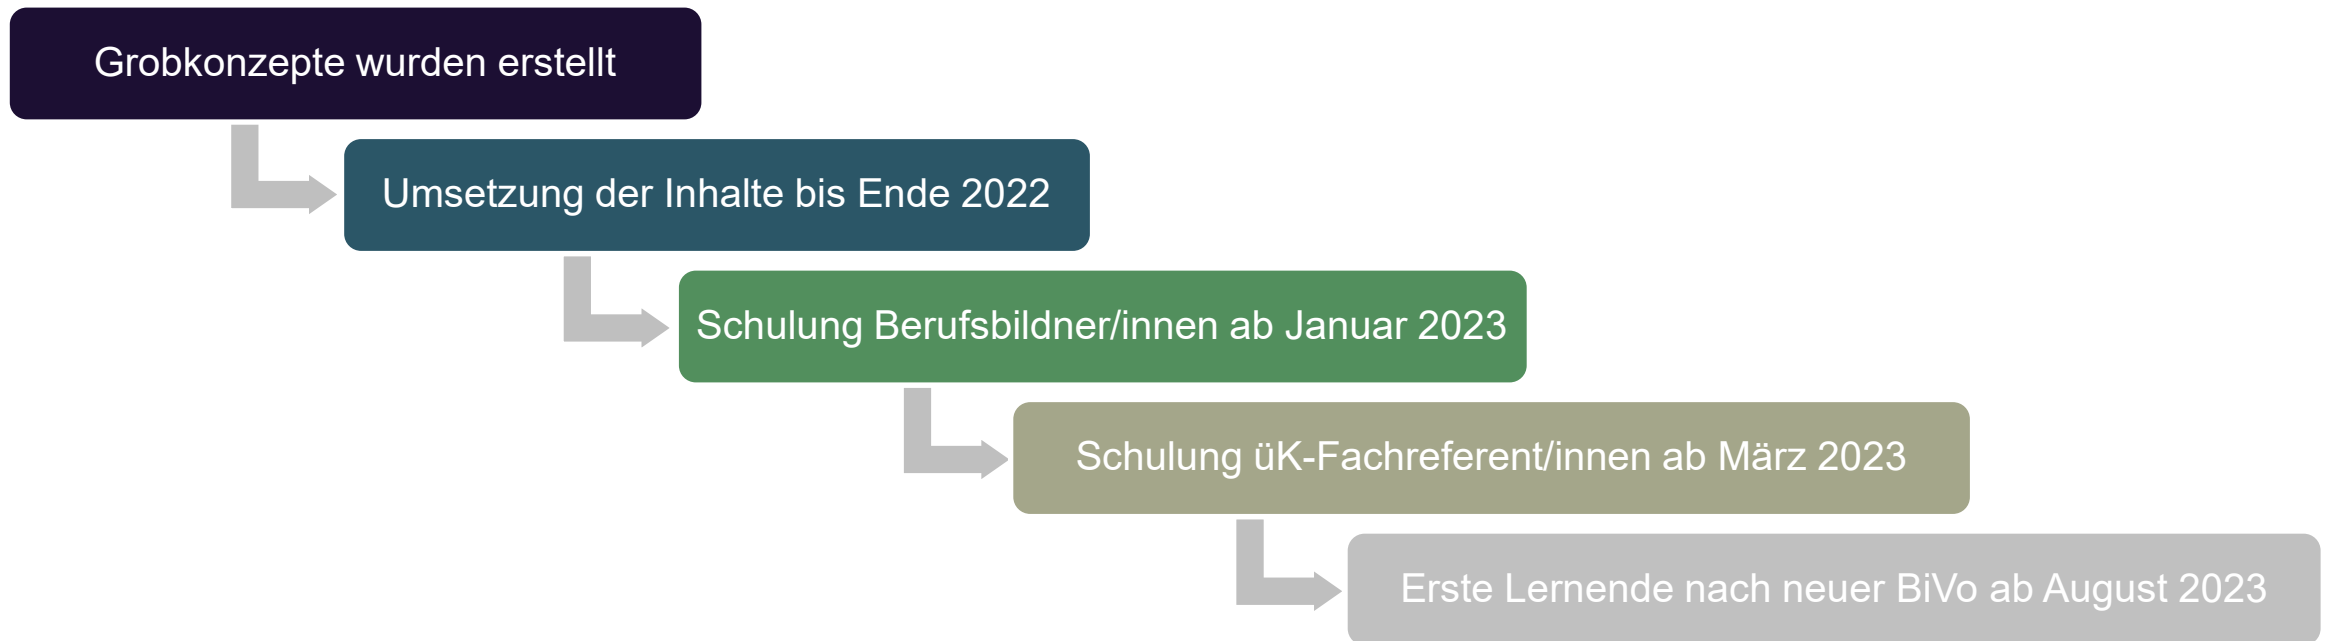 Grobkonzepte wurden erstellt
Umsetzung der Inhalte bis Ende 2022
Schulung Berufsbildner/innen ab Januar 2023
Schulung üK-Fachreferent/innen ab März 2023
Erste Lernende nach neuer BiVo ab August 2023